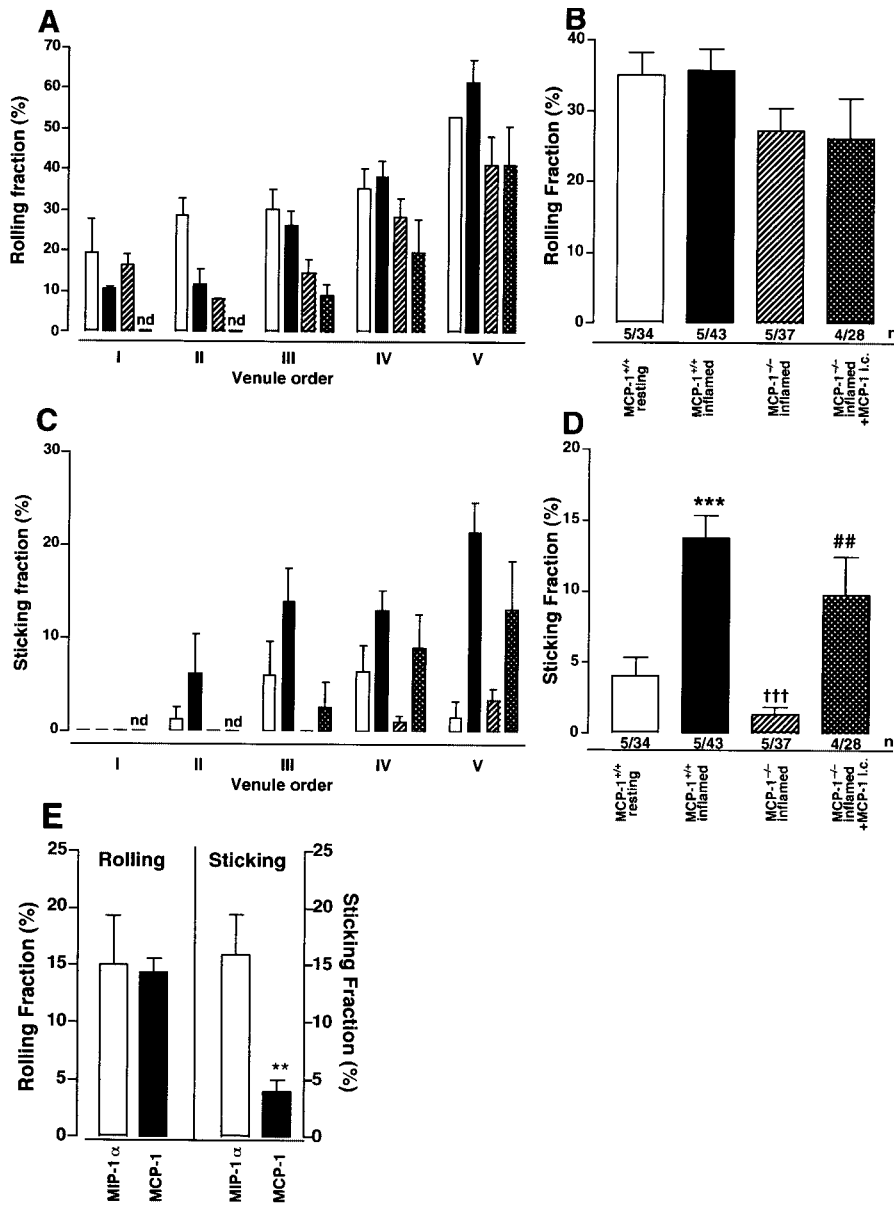 A
Rolling fraction (%)
70
60
50
40
30
20
10
0
nd
nd
I II III IV V
Venule order
B
Rolling Fraction (%)
40
30
20
10
0
5/34 5/43 5/37 4/28 n
MCP-1+/+ resting
MCP-1+/+ inflamed
MCP-1-/- inflamed
MCP-1-/- inflamed +MCP-1 i.c.
C
Sticking fraction (%)
30
20
10
0
nd
nd
I II III IV V
Venule order
D
Sticking Fraction (%)
20
15
10
5
0
***
†††
##
5/34 5/43 5/37 4/28 n
MCP-1+/+ resting
MCP-1+/+ inflamed
MCP-1-/- inflamed
MCP-1-/- inflamed +MCP-1 i.c.
E
Rolling Fraction (%)
25
20
15
10
5
0
Rolling
Sticking
**
25
20
15
10
5
0
Sticking Fraction (%)
MIP-1 α
MCP-1
MIP-1 α
MCP-1